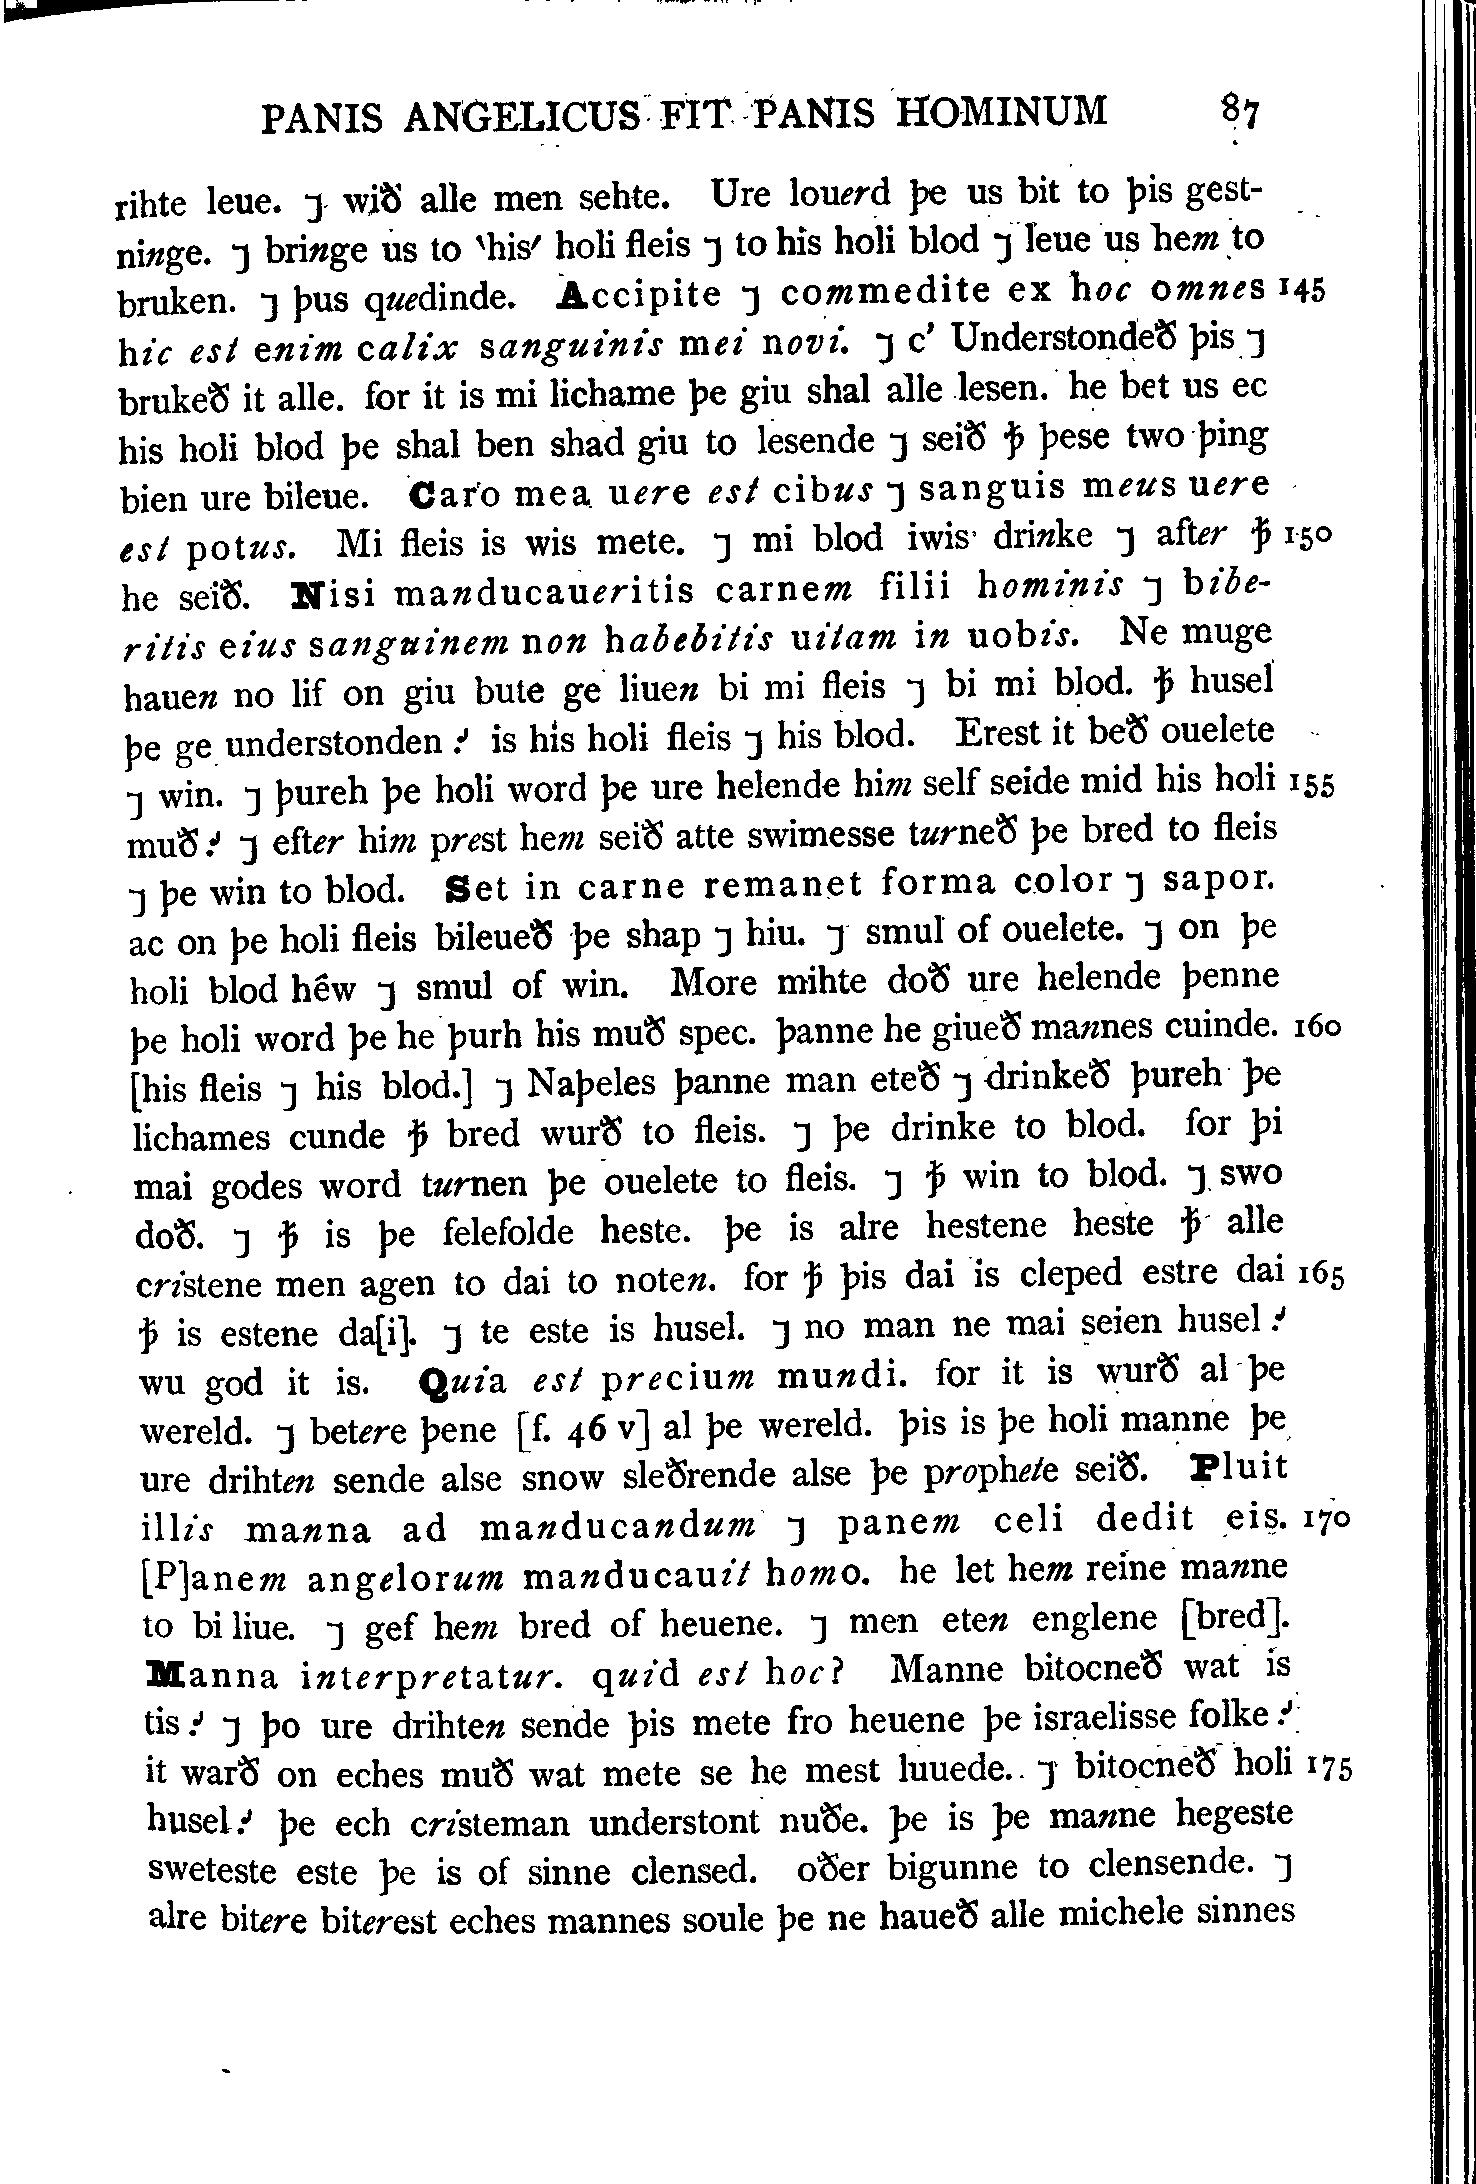 PANIS ANGELICUS FIT PANIS HOMINUM 87
rihte leue. ⁊ wið alle men sehte. Ure louerd þe us bit to þis gest-
ninge. ⁊ bringe us to ‵his′ holi fleis ⁊ to his holi blod ⁊ leue us hem to
bruken. ⁊ þus quedinde. Accipite ⁊ commedite ex hoc omnes 145
hic est enim calix sanguinis mei novi. ⁊ c' Understondeð þis ⁊
brukeð it alle. for it is mi lichame þe giu shal alle lesen. he bet us ec
his holi blod þe shal ben shad giu to lesende ⁊ seið ꝥ þese two þing
bien ure bileue. Caro mea uere est cibus ⁊ sanguis meus uere
est potus. Mi fleis is wis mete. ⁊ mi blod iwis drinke ⁊ after ꝥ 150
he seið. Nisi manducaueritis carnem filii hominis ⁊ bibe-
ritis eius sanguinem non habebitis uitam in uobis. Ne muge
hauen no lif on giu bute ge liuen bi mi fleis ⁊ bi mi blod. ꝥ husel
þe ge understonden ؛ is his holi fleis ⁊ his blod. Erest it beð ouelete
⁊ win. ⁊ þureh þe holi word þe ure helende him self seide mid his holi 155
muð ؛ ⁊ efter him prest hem seið atte swimesse turneð þe bred to fleis
⁊ þe win to blod. Set in carne remanet forma color ⁊ sapor.
ac on þe holi fleis bileueð þe shap ⁊ hiu. ⁊ smul of ouelete. ⁊ on þe
holi blod hêw ⁊ smul of win. More mihte doð ure helende þenne
þe holi word þe he þurh his muð spec. þanne he giueð mannes cuinde. 160
[his fleis ⁊ his blod.] ⁊ Naþeles þanne man eteð ⁊ drinkeð þureh þe
lichames cunde ꝥ bred wurð to fleis. ⁊ þe drinke to blod. for þi
mai godes word turnen þe ouelete to fleis. ⁊ ꝥ win to blod. ⁊ swo
doð. ⁊ ꝥ is þe felefolde heste. þe is alre hestene heste ꝥ alle
cristene men agen to dai to noten. for ꝥ þis dai is cleped estre dai 165
ꝥ is estene da[i]. ⁊ te este is husel. ⁊ no man ne mai seien husel ؛
wu god it is. Quia est precium mundi. for it is wurð al þe
wereld. ⁊ betere þene [f. 46 v] al þe wereld. þis is þe holi manne þe
ure drihten sende alse snow sleðrende alse þe prophete seið. Pluit
illis manna ad manducandum ⁊ panem celi dedit eis. 170
[P]anem angelorum manducauit homo. he let hem reine manne
to bi liue. ⁊ gef hem bred of heuene. ⁊ men eten englene [bred].
Manna interpretatur. quid est hoc? Manne bitocneð wat is
tis ؛ ⁊ þo ure drihten sende þis mete fro heuene þe israelisse folke ؛
it warð on eches muð wat mete se he mest luuede. ⁊ bitocneð holi 175
husel ؛ þe ech cristeman understont nuðe. þe is þe manne hegeste
sweteste este þe is of sinne clensed. oðer bigunne to clensende. ⁊
alre bitere biterest eches mannes soule þe ne haueð alle michele sinnes